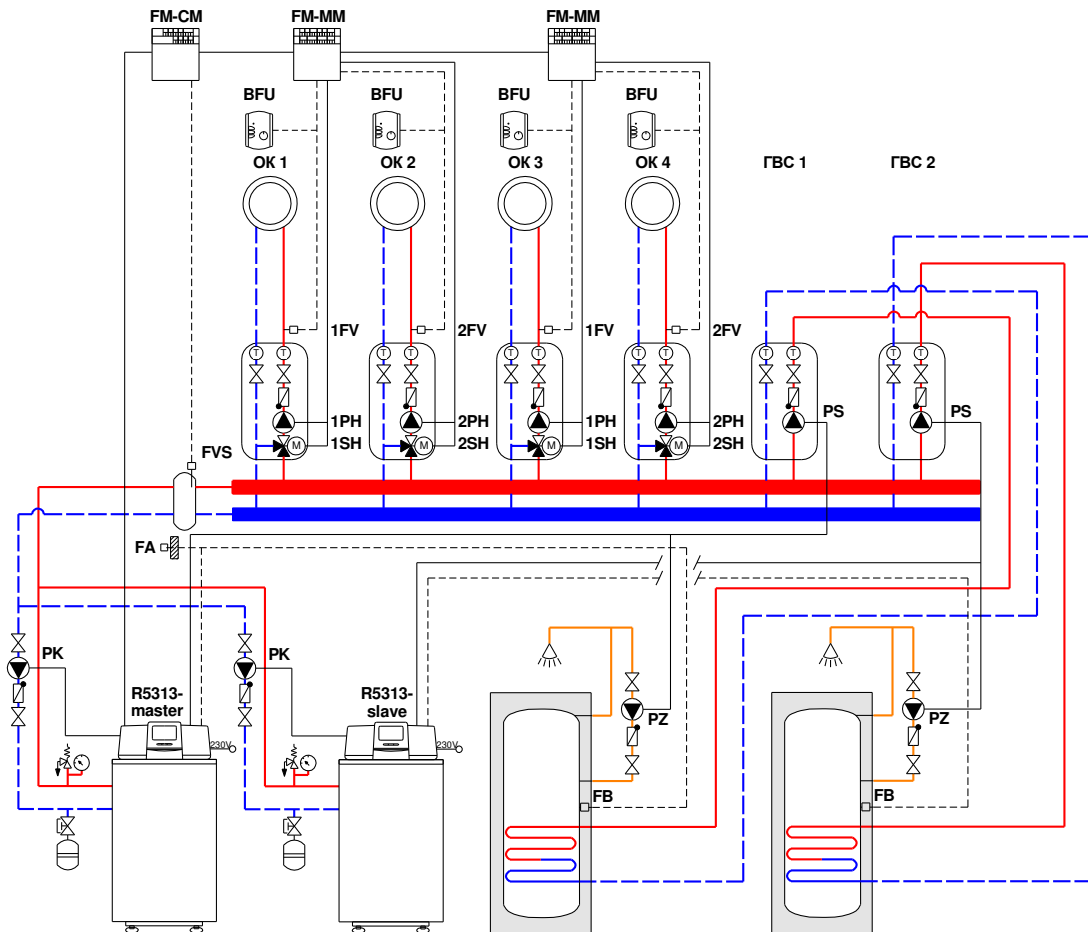 FM-CM FM-MM FM-MM
BFU BFU BFU BFU
ОК 1 ОК 2 ОК 3 ОК 4 ГВС 1 ГВС 2
1FV 2FV 1FV 2FV
T T T T T T T T T T T T
1PH 2PH 1PH 2PH PS PS
M 1SH M 2SH M 1SH M 2SH
FVS
FA
PK PK
R5313-
master
R5313-
slave
PZ PZ
230V 230V
FB FB